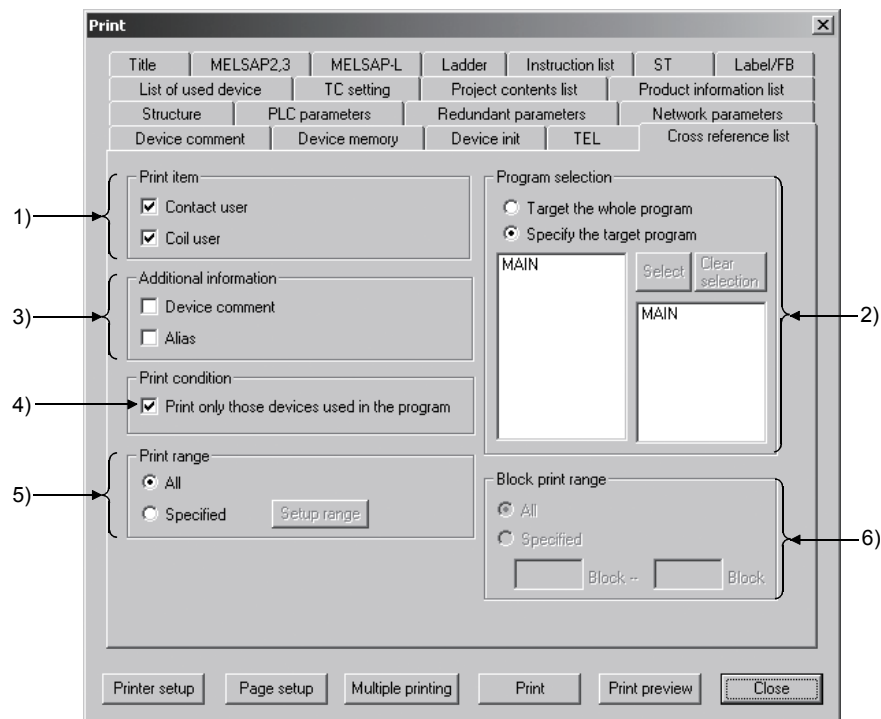 Print
Title MELSAP2,3 MELSAP-L Ladder Instruction list ST Label/FB
List of used device TC setting Project contents list Product information list
Structure PLC parameters Redundant parameters Network parameters
Device comment Device memory Device init TEL Cross reference list
1)
Print item
Contact user
Coil user
3)
Additional information
Device comment
Alias
4)
Print condition
Print only those devices used in the program
5)
Print range
All
Specified Setup range
Program selection
Target the whole program
Specify the target program
MAIN
Select
Clear
selection
MAIN
2)
Block print range
All
Specified
Block -- Block
6)
Printer setup Page setup Multiple printing Print Print preview Close